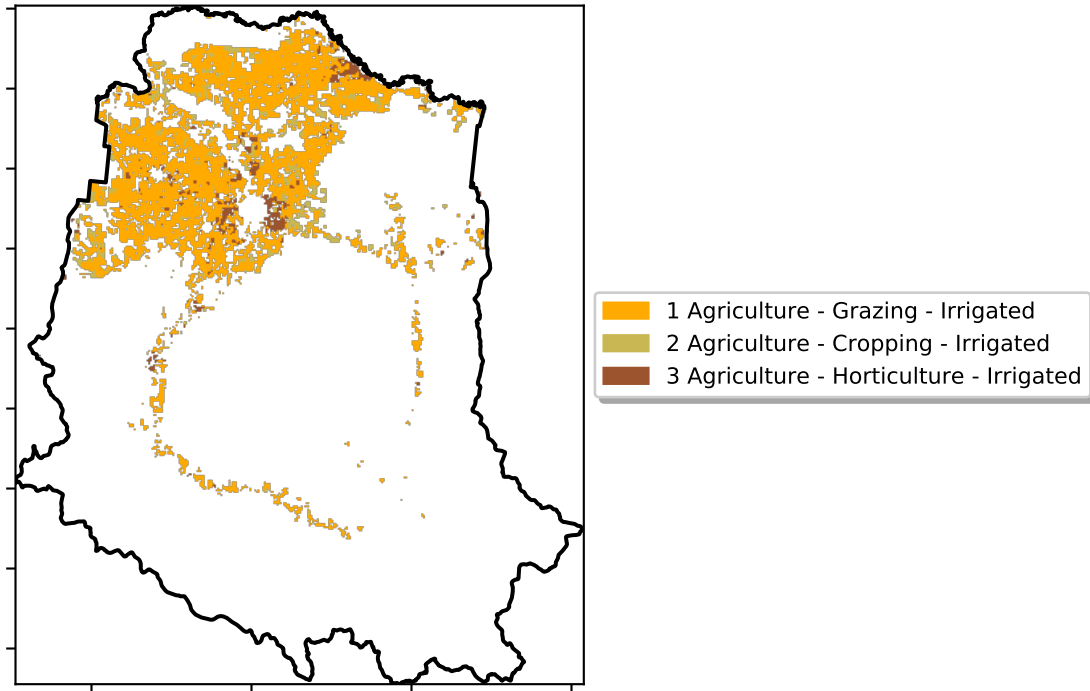 1 Agriculture - Grazing - Irrigated
2 Agriculture - Cropping - Irrigated
3 Agriculture - Horticulture - Irrigated